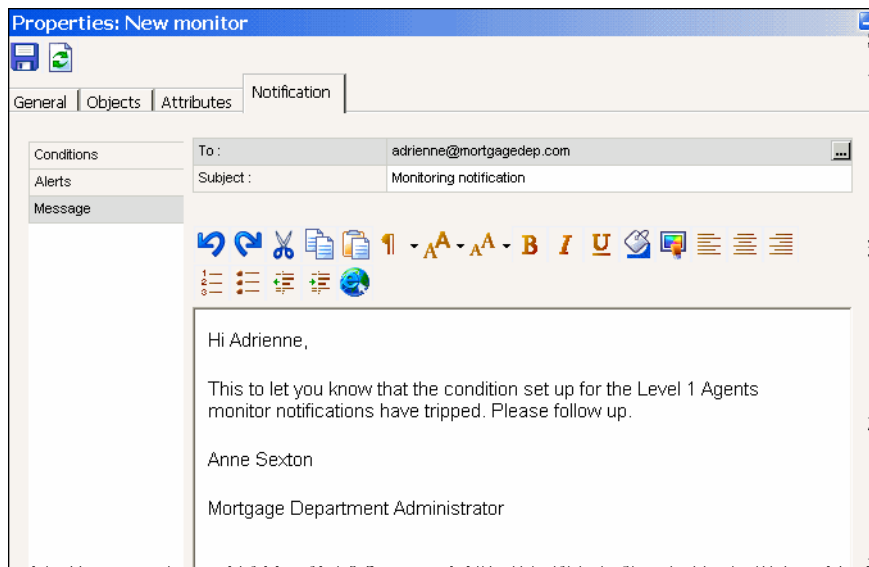 Properties: New monitor
General Objects Attributes Notification
Conditions
Alerts
Message
To : adrienne@mortgagedep.com ...
Subject : Monitoring notification
Hi Adrienne,
This to let you know that the condition set up for the Level 1 Agents
monitor notifications have tripped. Please follow up.
Anne Sexton
Mortgage Department Administrator